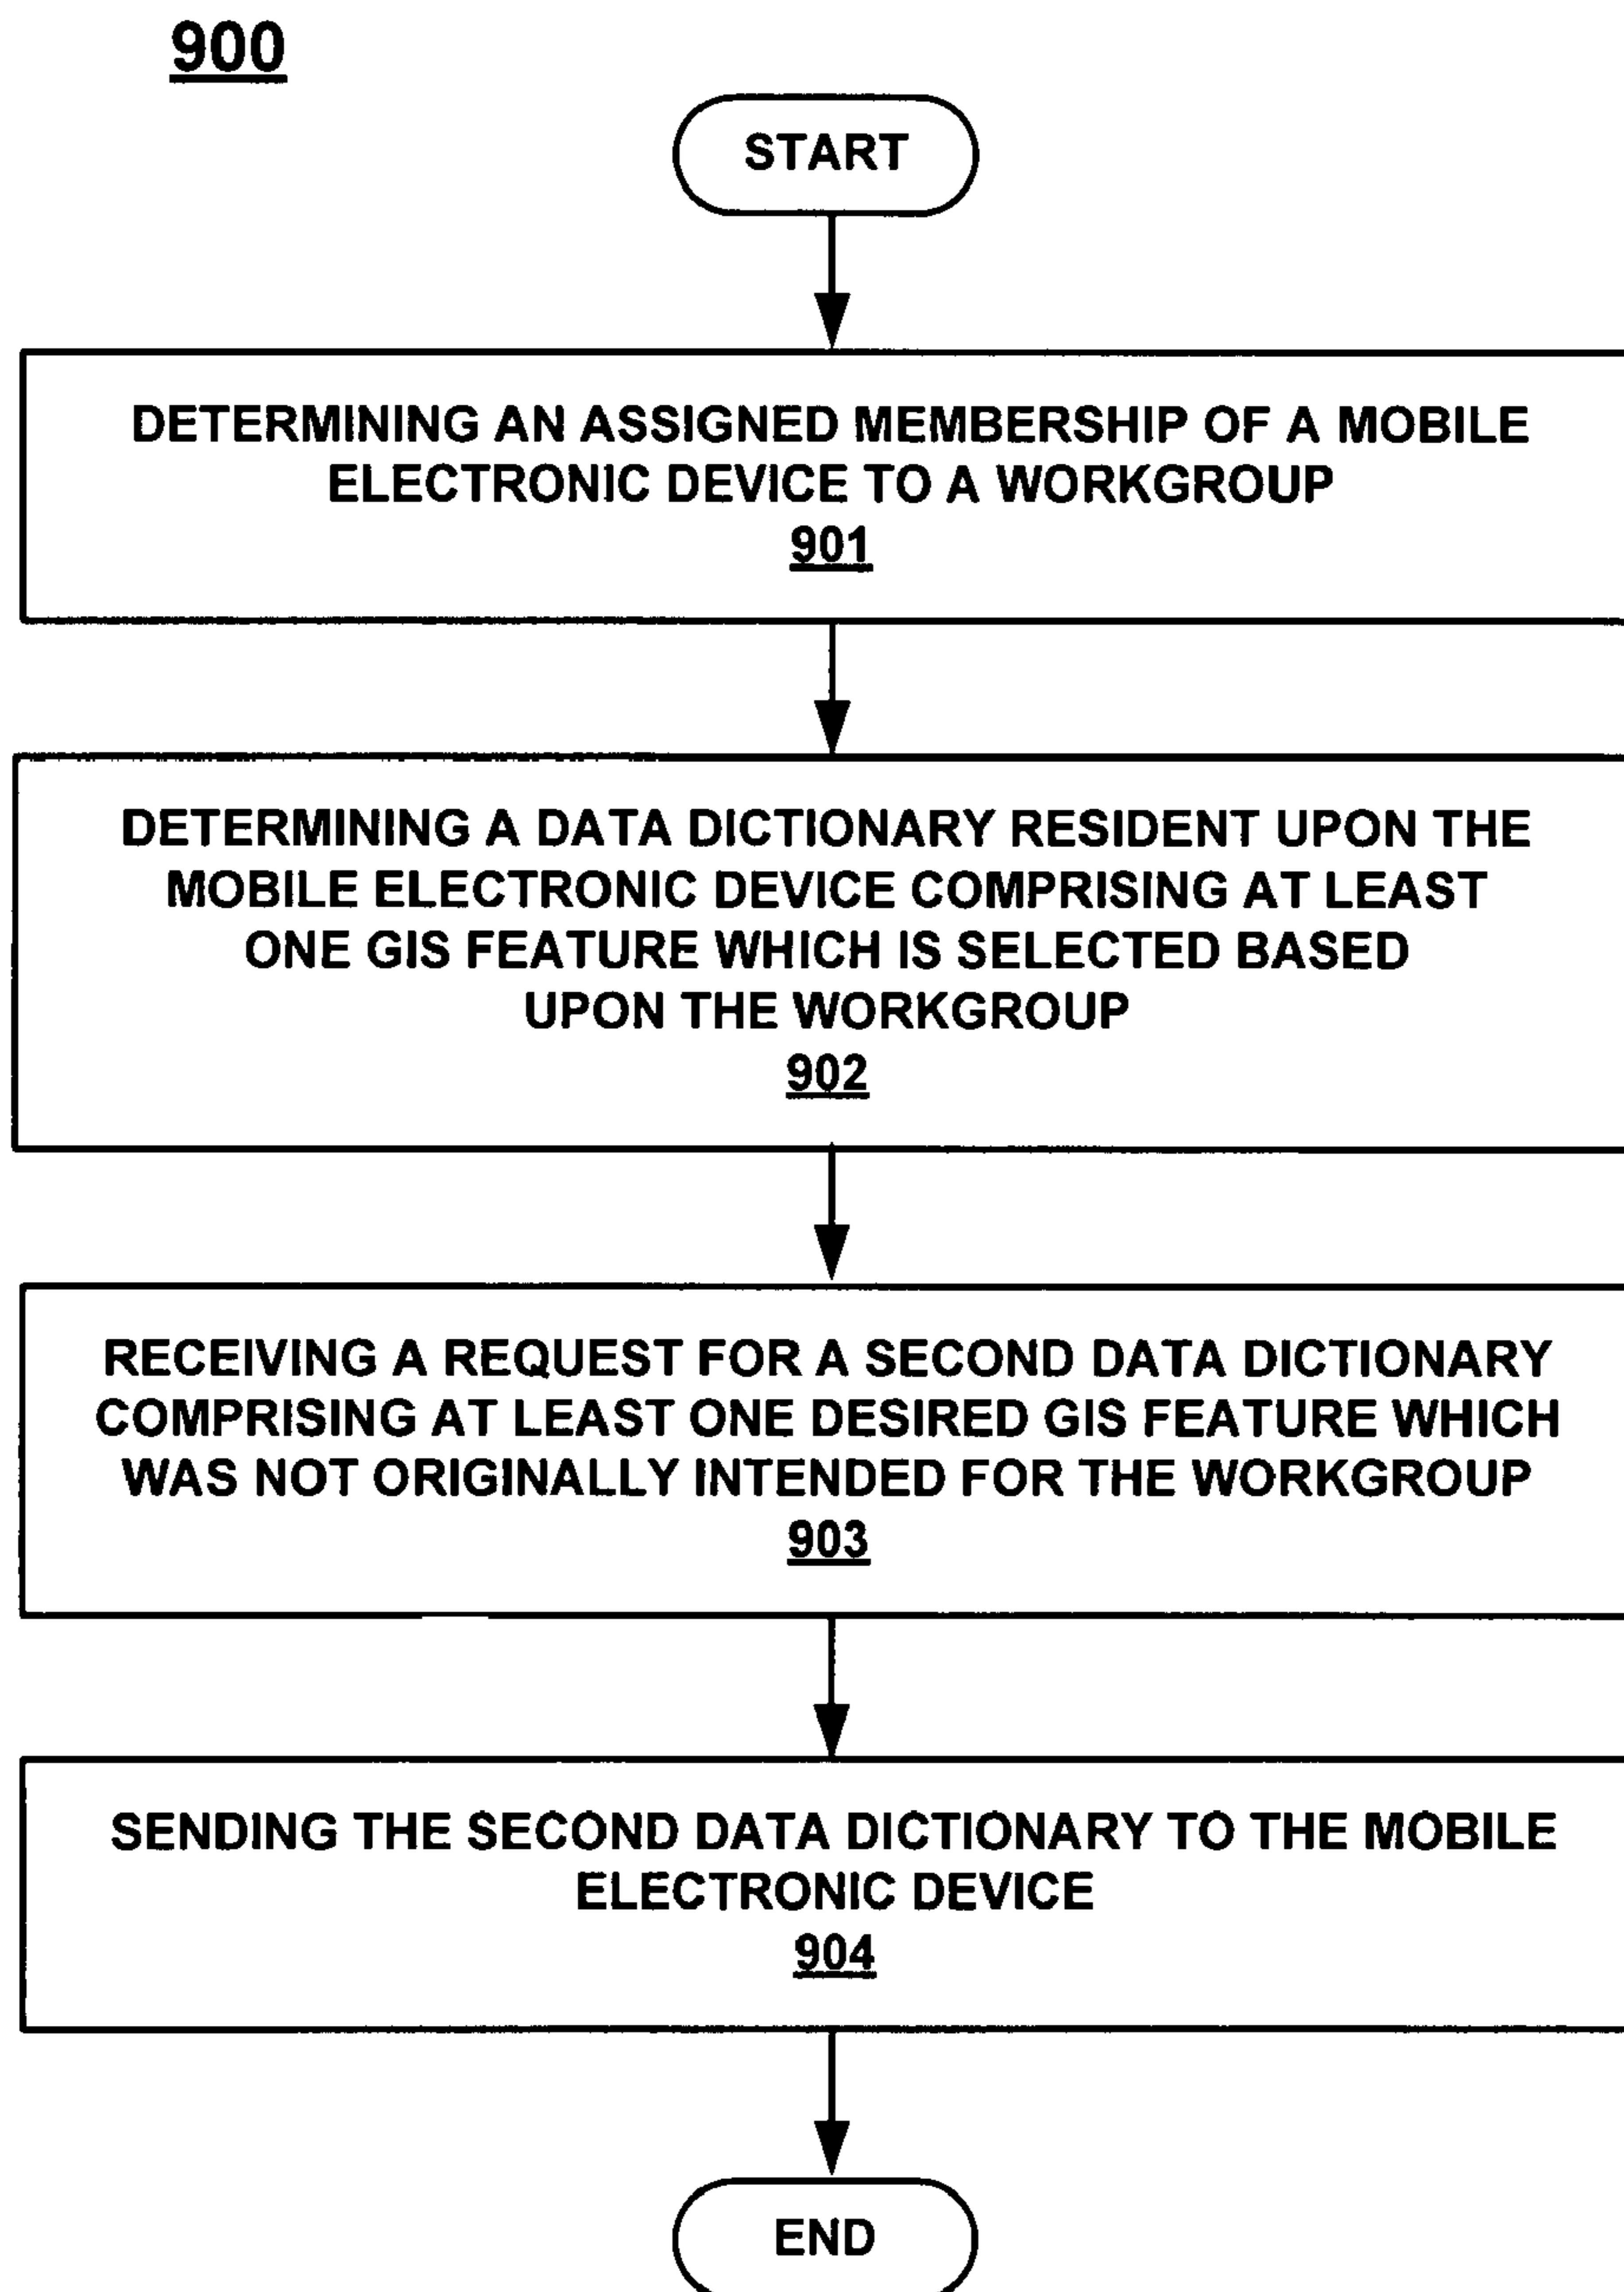 900
START
DETERMINING AN ASSIGNED MEMBERSHIP OF A MOBILE
ELECTRONIC DEVICE TO A WORKGROUP
901
DETERMINING A DATA DICTIONARY RESIDENT UPON THE
MOBILE ELECTRONIC DEVICE COMPRISING AT LEAST
ONE GIS FEATURE WHICH IS SELECTED BASED
UPON THE WORKGROUP
902
RECEIVING A REQUEST FOR A SECOND DATA DICTIONARY
COMPRISING AT LEAST ONE DESIRED GIS FEATURE WHICH
WAS NOT ORIGINALLY INTENDED FOR THE WORKGROUP
903
SENDING THE SECOND DATA DICTIONARY TO THE MOBILE
ELECTRONIC DEVICE
904
END